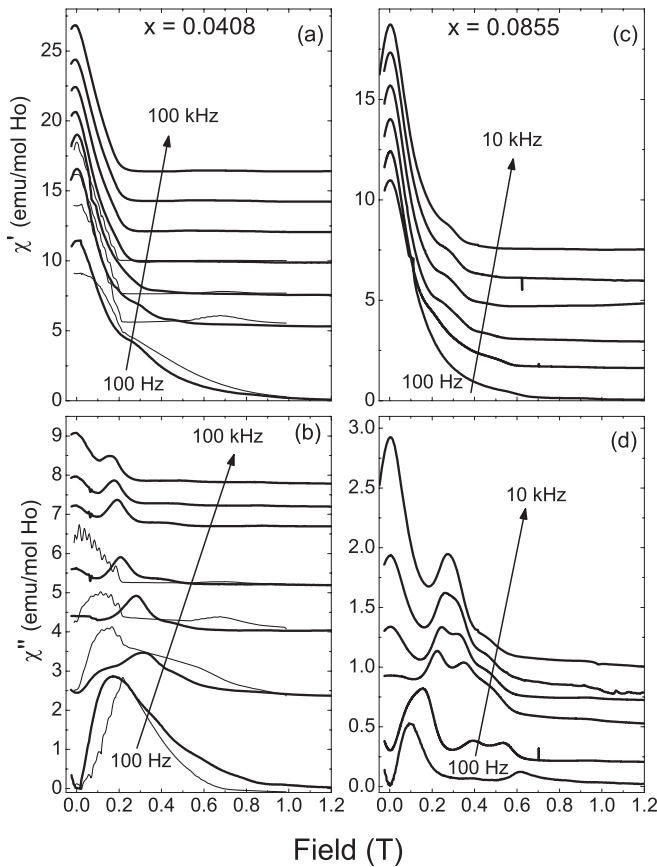 x = 0.0408
(a)
25
20
15
10
5
0
χ' (emu/mol Ho)
100 kHz
100 Hz
x = 0.0855
(c)
15
10
5
0
10 kHz
100 Hz
(b)
9
8
7
6
5
4
3
2
1
0
χ" (emu/mol Ho)
100 kHz
100 Hz
0.0 0.2 0.4 0.6 0.8 1.0 1.2
(d)
3.0
2.5
2.0
1.5
1.0
0.5
0.0
10 kHz
100 Hz
0.0 0.2 0.4 0.6 0.8 1.0 1.2
Field (T)